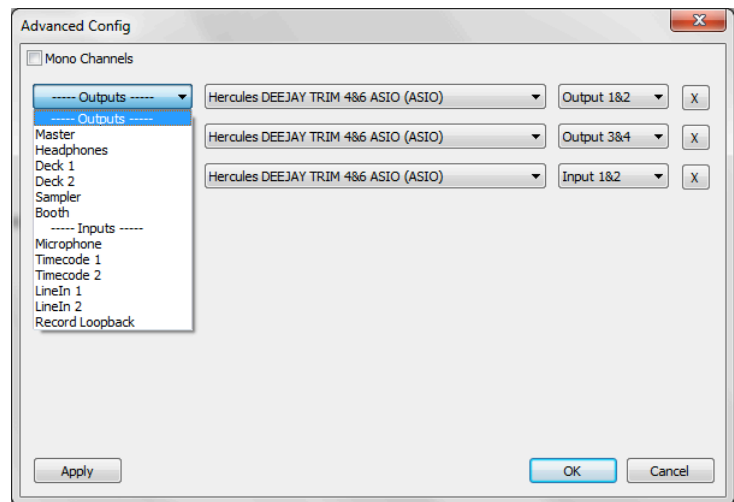 Advanced Config
X
Mono Channels
----- Outputs ----- Hercules DEEJAY TRIM 4&6 ASIO (ASIO) Output 1&2 X
----- Outputs -----
Master
Headphones
Deck 1
Deck 2
Sampler
Booth
----- Inputs -----
Microphone
Timecode 1
Timecode 2
LineIn 1
LineIn 2
Record Loopback
Hercules DEEJAY TRIM 4&6 ASIO (ASIO) Output 3&4 X
Hercules DEEJAY TRIM 4&6 ASIO (ASIO) Input 1&2 X
Apply OK Cancel